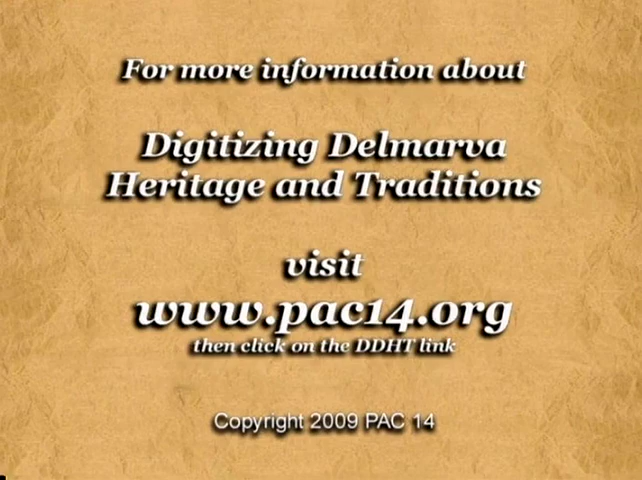 For more information about
Digitizing Delmarva
Heritage and Traditions
visit
www.pac14.org
then click on the DDHT link
Copyright 2009 PAC 14